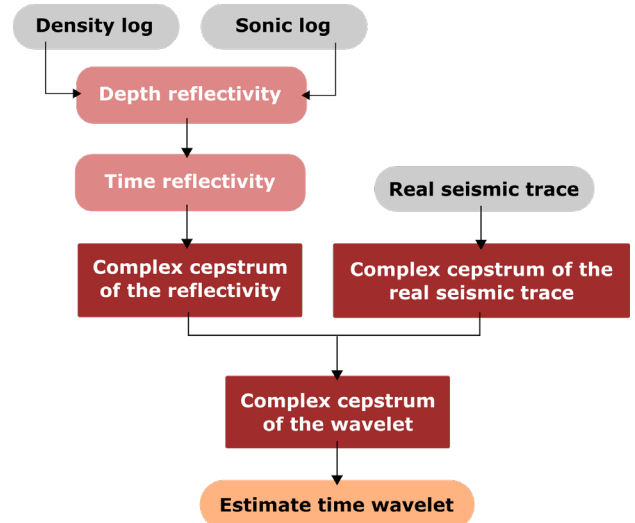 Density log
Sonic log
Depth reflectivity
Time reflectivity
Real seismic trace
Complex cepstrum
of the reflectivity
Complex cepstrum of the
real seismic trace
Complex cepstrum
of the wavelet
Estimate time wavelet